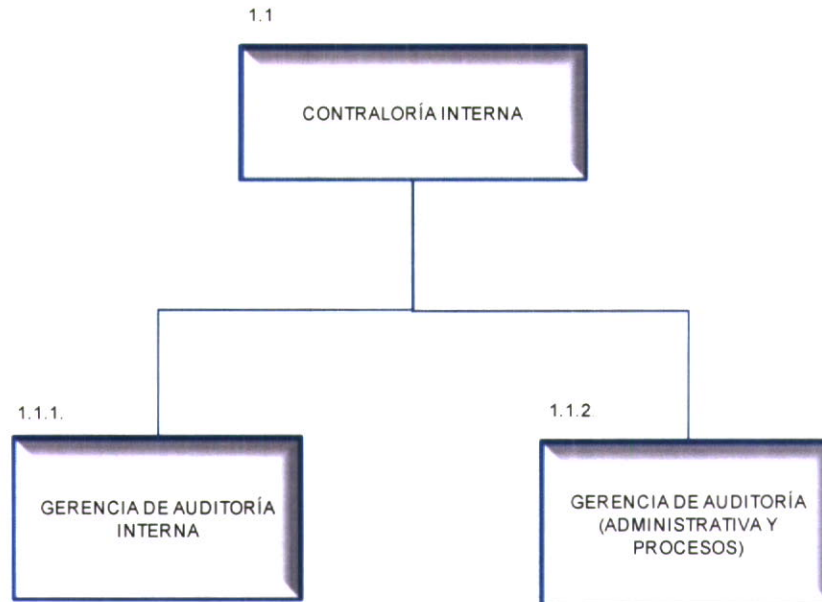 1.1
CONTRALORÍA INTERNA
1.1.1.
GERENCIA DE AUDITORÍA
INTERNA
1.1.2
GERENCIA DE AUDITORÍA
(ADMINISTRATIVA Y
PROCESOS)